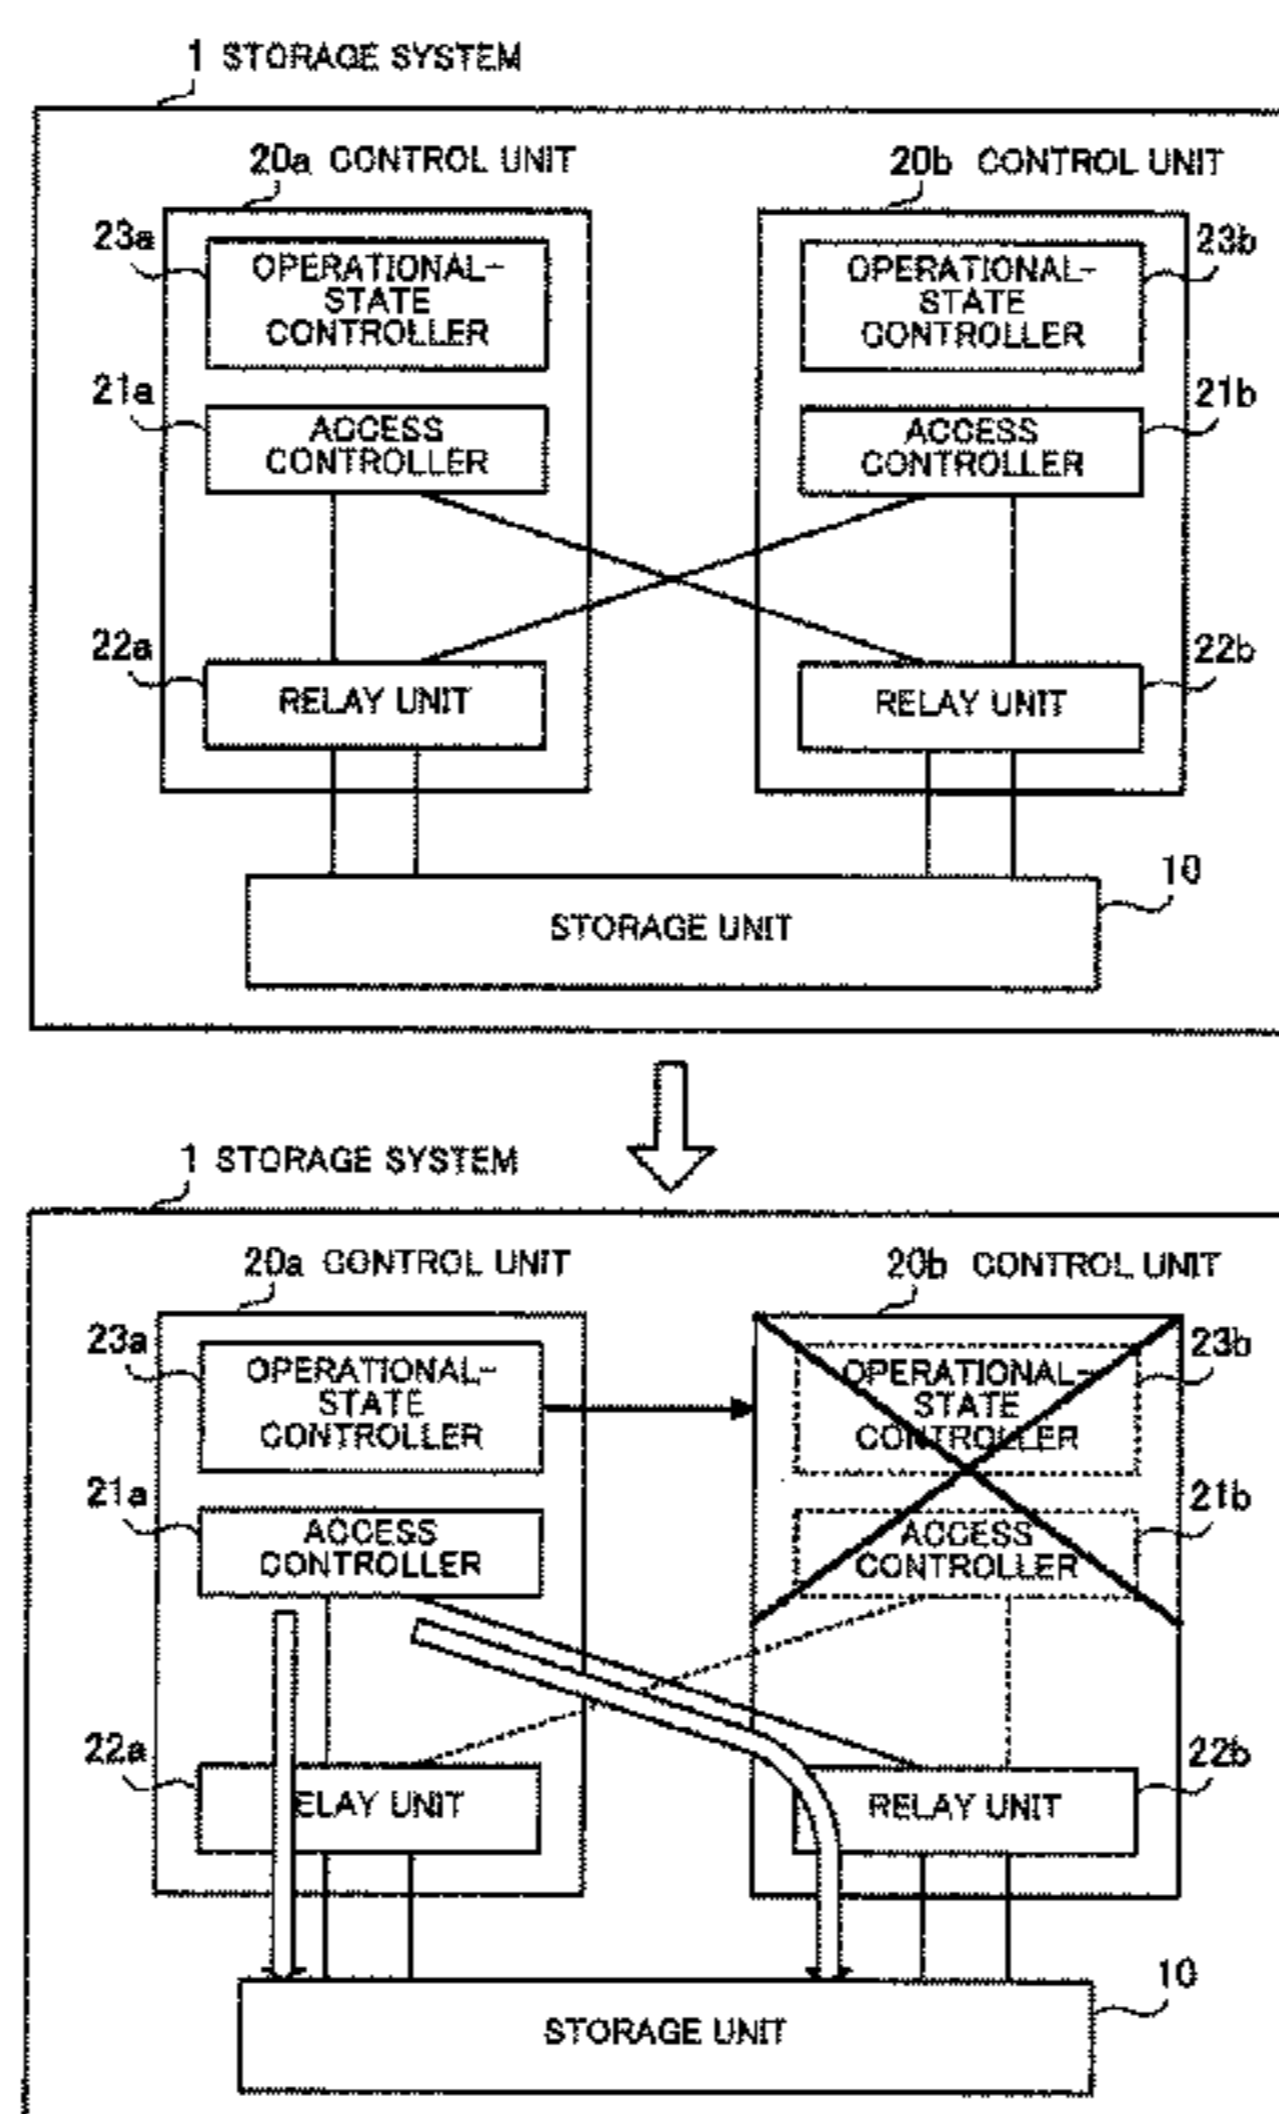 1 STORAGE SYSTEM
20a CONTROL UNIT
20b CONTROL UNIT
23a
OPERATIONAL-
STATE
CONTROLLER
OPERATIONAL-
STATE
CONTROLLER
23b
21a
ACCESS
CONTROLLER
ACCESS
CONTROLLER
21b
22a
RELAY UNIT
RELAY UNIT
22b
STORAGE UNIT
10
1 STORAGE SYSTEM
20a CONTROL UNIT
20b CONTROL UNIT
23a
OPERATIONAL-
STATE
CONTROLLER
OPERATIONAL-
STATE
CONTROLLER
23b
21a
ACCESS
CONTROLLER
ACCESS
CONTROLLER
21b
22a
ELAY UNIT
RELAY UNIT
22b
STORAGE UNIT
10